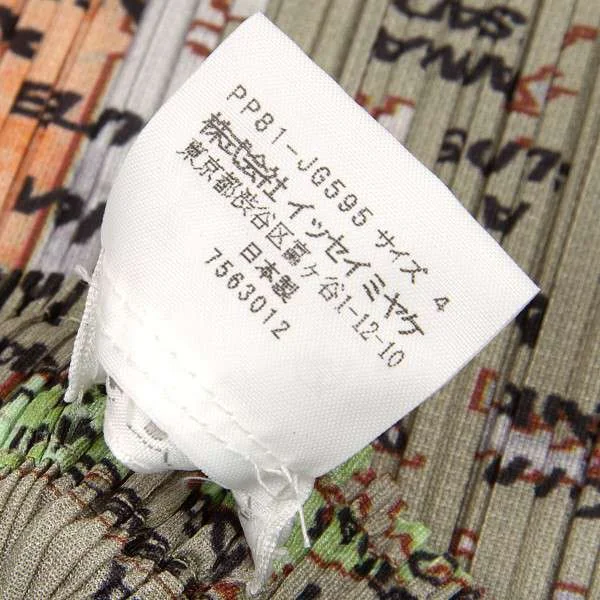 PP81-JG595 サイズ 4
株式会社 イッセイミヤケ
東京都渋谷区富ヶ谷1-12-10
日本製
7563012